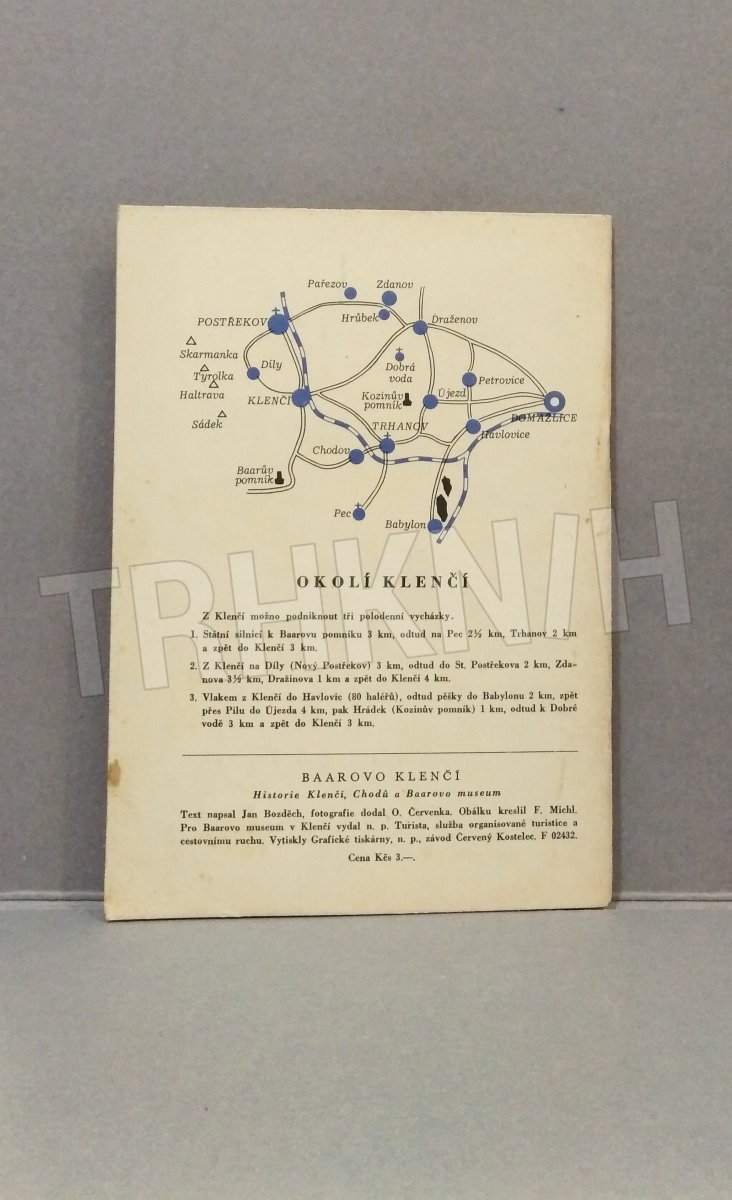 Pařezov
Zdanov
POSTŘEKOV
Hrůbek
Draženov
Skarmanka
Tyrolka
Díly
Dobrá
voda
Petrovice
Haltrava
KLENČÍ
Kozinův
pomník
Újezd
Sádek
TRHANOV
DOMAŽLICE
Havlovice
Chodov
Baarův
pomník
Pec
Babylon
TRHKNIH
OKOLÍ KLENČÍ
Z Klenčí možno podniknout tři polodenní vycházky.
1. Státní silnicí k Baarovu pomníku 3 km, odtud na Pec 2½ km, Trhanov 2 km
a zpět do Klenčí 3 km.
2. Z Klenčí na Díly (Nový Postřekov) 3 km, odtud do St. Postřekova 2 km, Zda-
nova 3½ km, Dražinova 1 km a zpět do Klenčí 4 km.
3. Vlakem z Klenčí do Havlovic (80 haléřů), odtud pěšky do Babylonu 2 km, zpět
přes Pilu do Újezda 4 km, pak Hrádek (Kozinův pomník) 1 km, odtud k Dobré
vodě 3 km a zpět do Klenčí 3 km.
BAAROVO KLENČÍ
Historie Klenčí, Chodů a Baarovo museum
Text napsal Jan Bozděch, fotografie dodal O. Červenka. Obálku kreslil F. Michl.
Pro Baarovo museum v Klenčí vydal n. p. Turista, služba organisované turistice a
cestovnímu ruchu. Vytiskly Grafické tiskárny, n. p., závod Červený Kostelec. F 02432.
Cena Kčs 3.—.